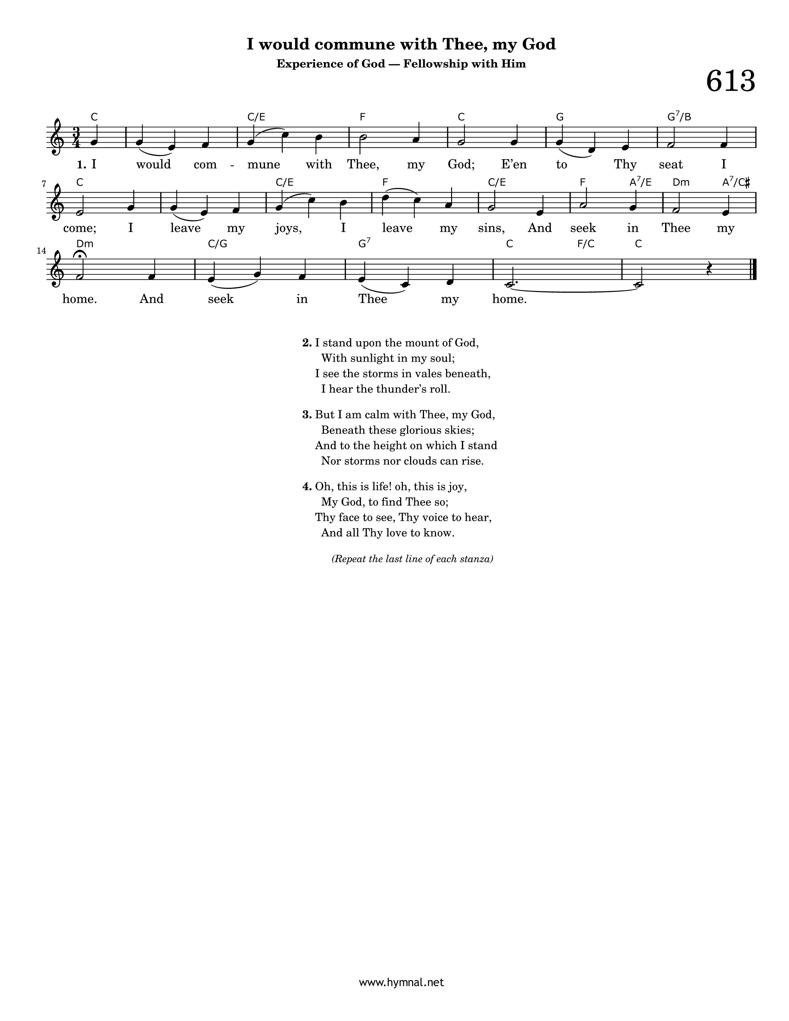 I would commune with Thee, my God
Experience of God — Fellowship with Him
613
C C/E F C G G7/B
3
4
1. I would com - mune with Thee, my God; E'en to Thy seat I
7
C C/E F C/E F A7/E Dm A7/C♯
come; I leave my joys, I leave my sins, And seek in Thee my
14
Dm C/G G7 C F/C C
home. And seek in Thee my home.
2. I stand upon the mount of God,
With sunlight in my soul;
I see the storms in vales beneath,
I hear the thunder's roll.
3. But I am calm with Thee, my God,
Beneath these glorious skies;
And to the height on which I stand
Nor storms nor clouds can rise.
4. Oh, this is life! oh, this is joy,
My God, to find Thee so;
Thy face to see, Thy voice to hear,
And all Thy love to know.
(Repeat the last line of each stanza)
www.hymnal.net